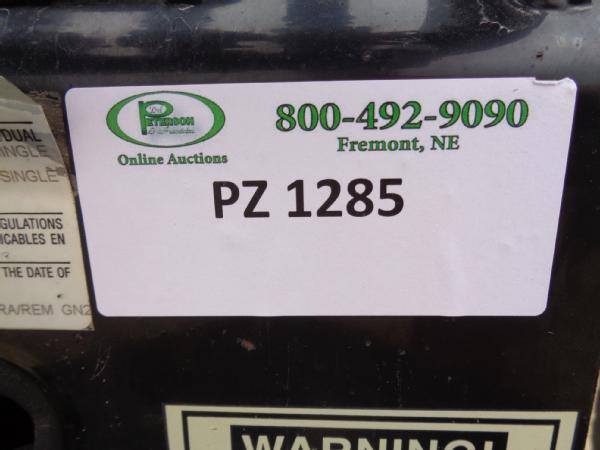 DUAL
SINGLE
/SINGLE
GULATIONS
ICABLES EN
THE DATE OF
RA/REM GN2
PETERSON
Online Auctions
800-492-9090
Fremont, NE
PZ 1285
WARNING!